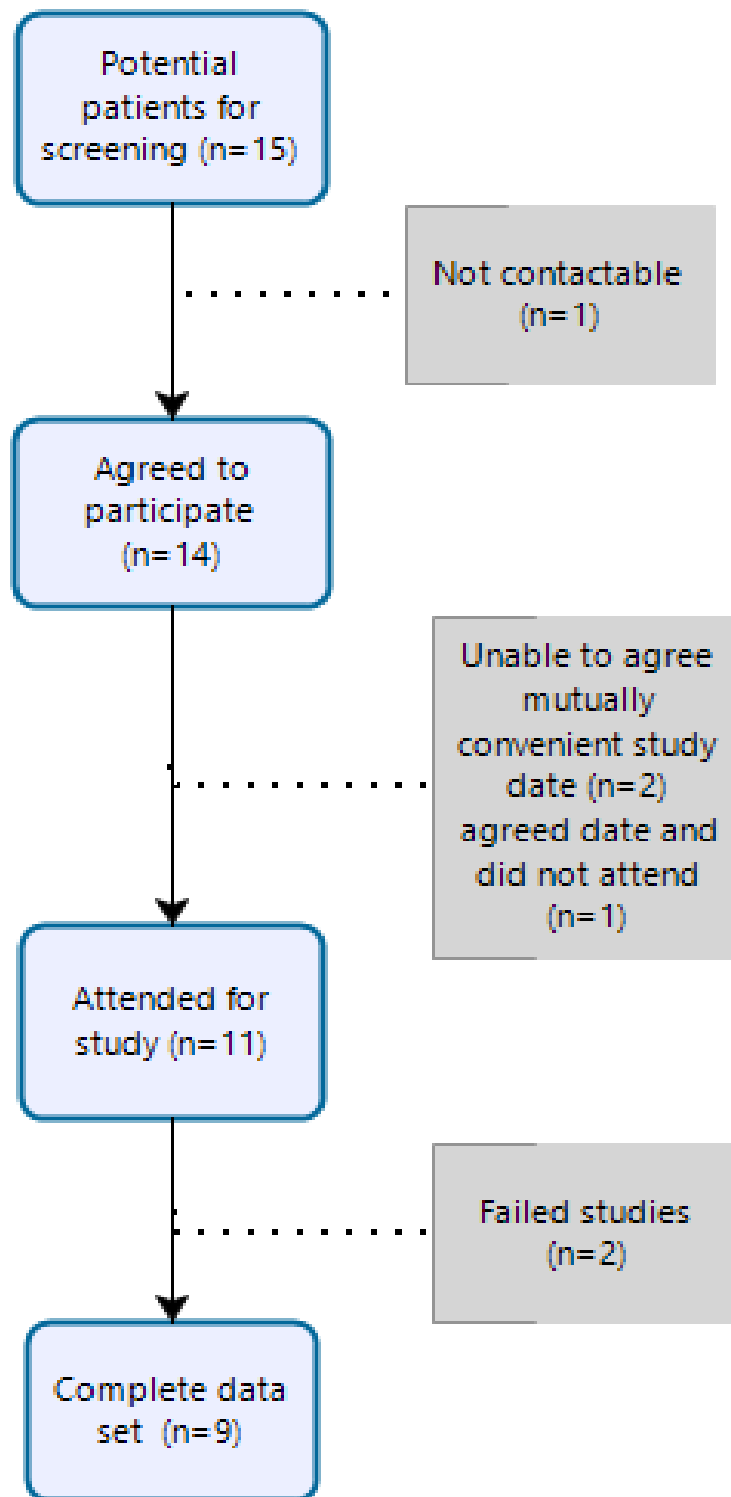 Potential
patients for
screening (n=15)
Not contactable
(n=1)
Agreed to
participate
(n=14)
Unable to agree
mutually
convenient study
date (n=2)
agreed date and
did not attend
(n=1)
Attended for
study (n=11)
Failed studies
(n=2)
Complete data
set (n=9)